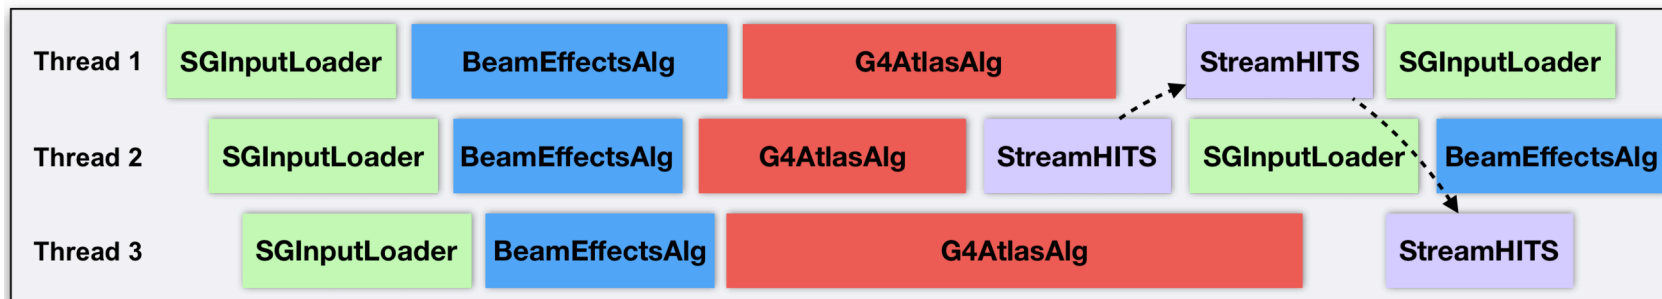 Thread 1 SGInputLoader BeamEffectsAlg G4AtlasAlg StreamHITS SGInputLoader
Thread 2 SGInputLoader BeamEffectsAlg G4AtlasAlg StreamHITS SGInputLoader BeamEffectsAlg
Thread 3 SGInputLoader BeamEffectsAlg G4AtlasAlg StreamHITS